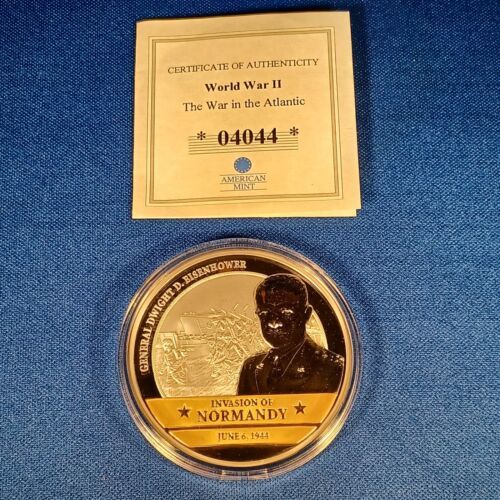 CERTIFICATE OF AUTHENTICITY
World War II
The War in the Atlantic
* 04044 *
AMERICAN
MINT
GENERAL DWIGHT D. EISENHOWER
INVASION OF
NORMANDY
JUNE 6, 1944